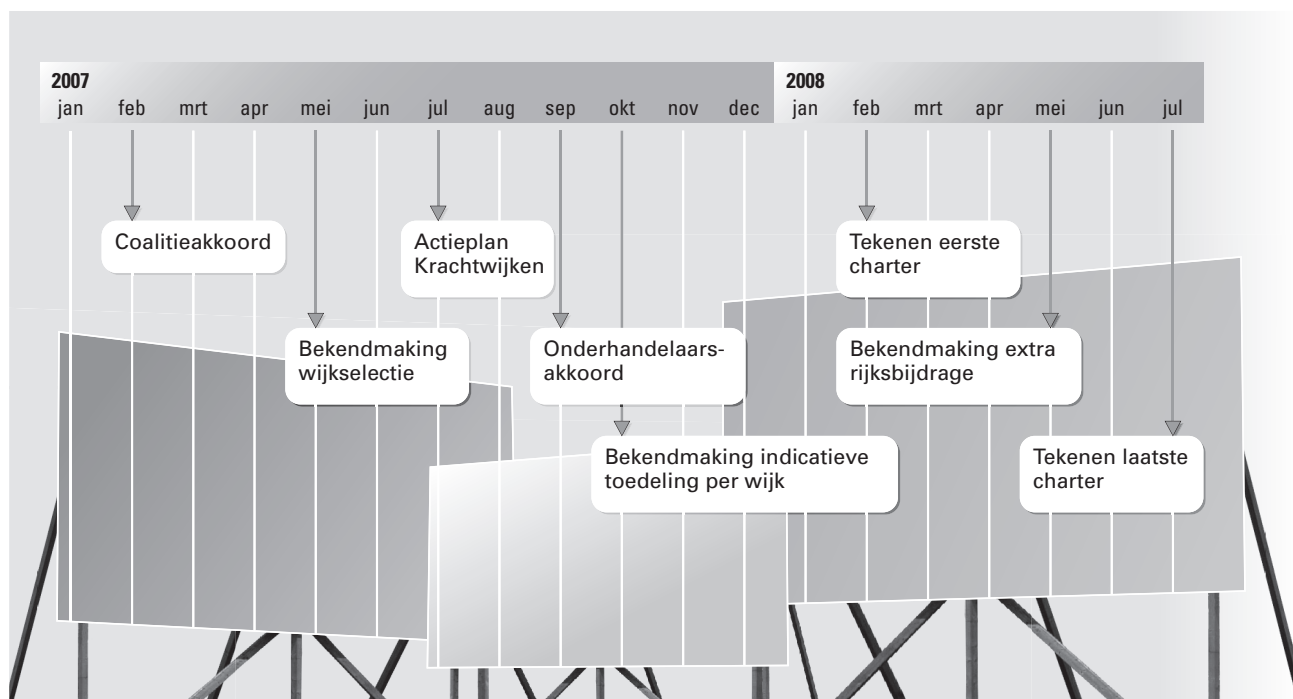 2007 2008
jan feb mrt apr mei jun jul aug sep okt nov dec jan feb mrt apr mei jun jul
Coalitieakkoord
Actieplan
Krachtwijken
Tekenen eerste
charter
Bekendmaking
wijkselectie
Onderhandelaars-
akkoord
Bekendmaking extra
rijksbijdrage
Bekendmaking indicatieve
toedeling per wijk
Tekenen laatste
charter